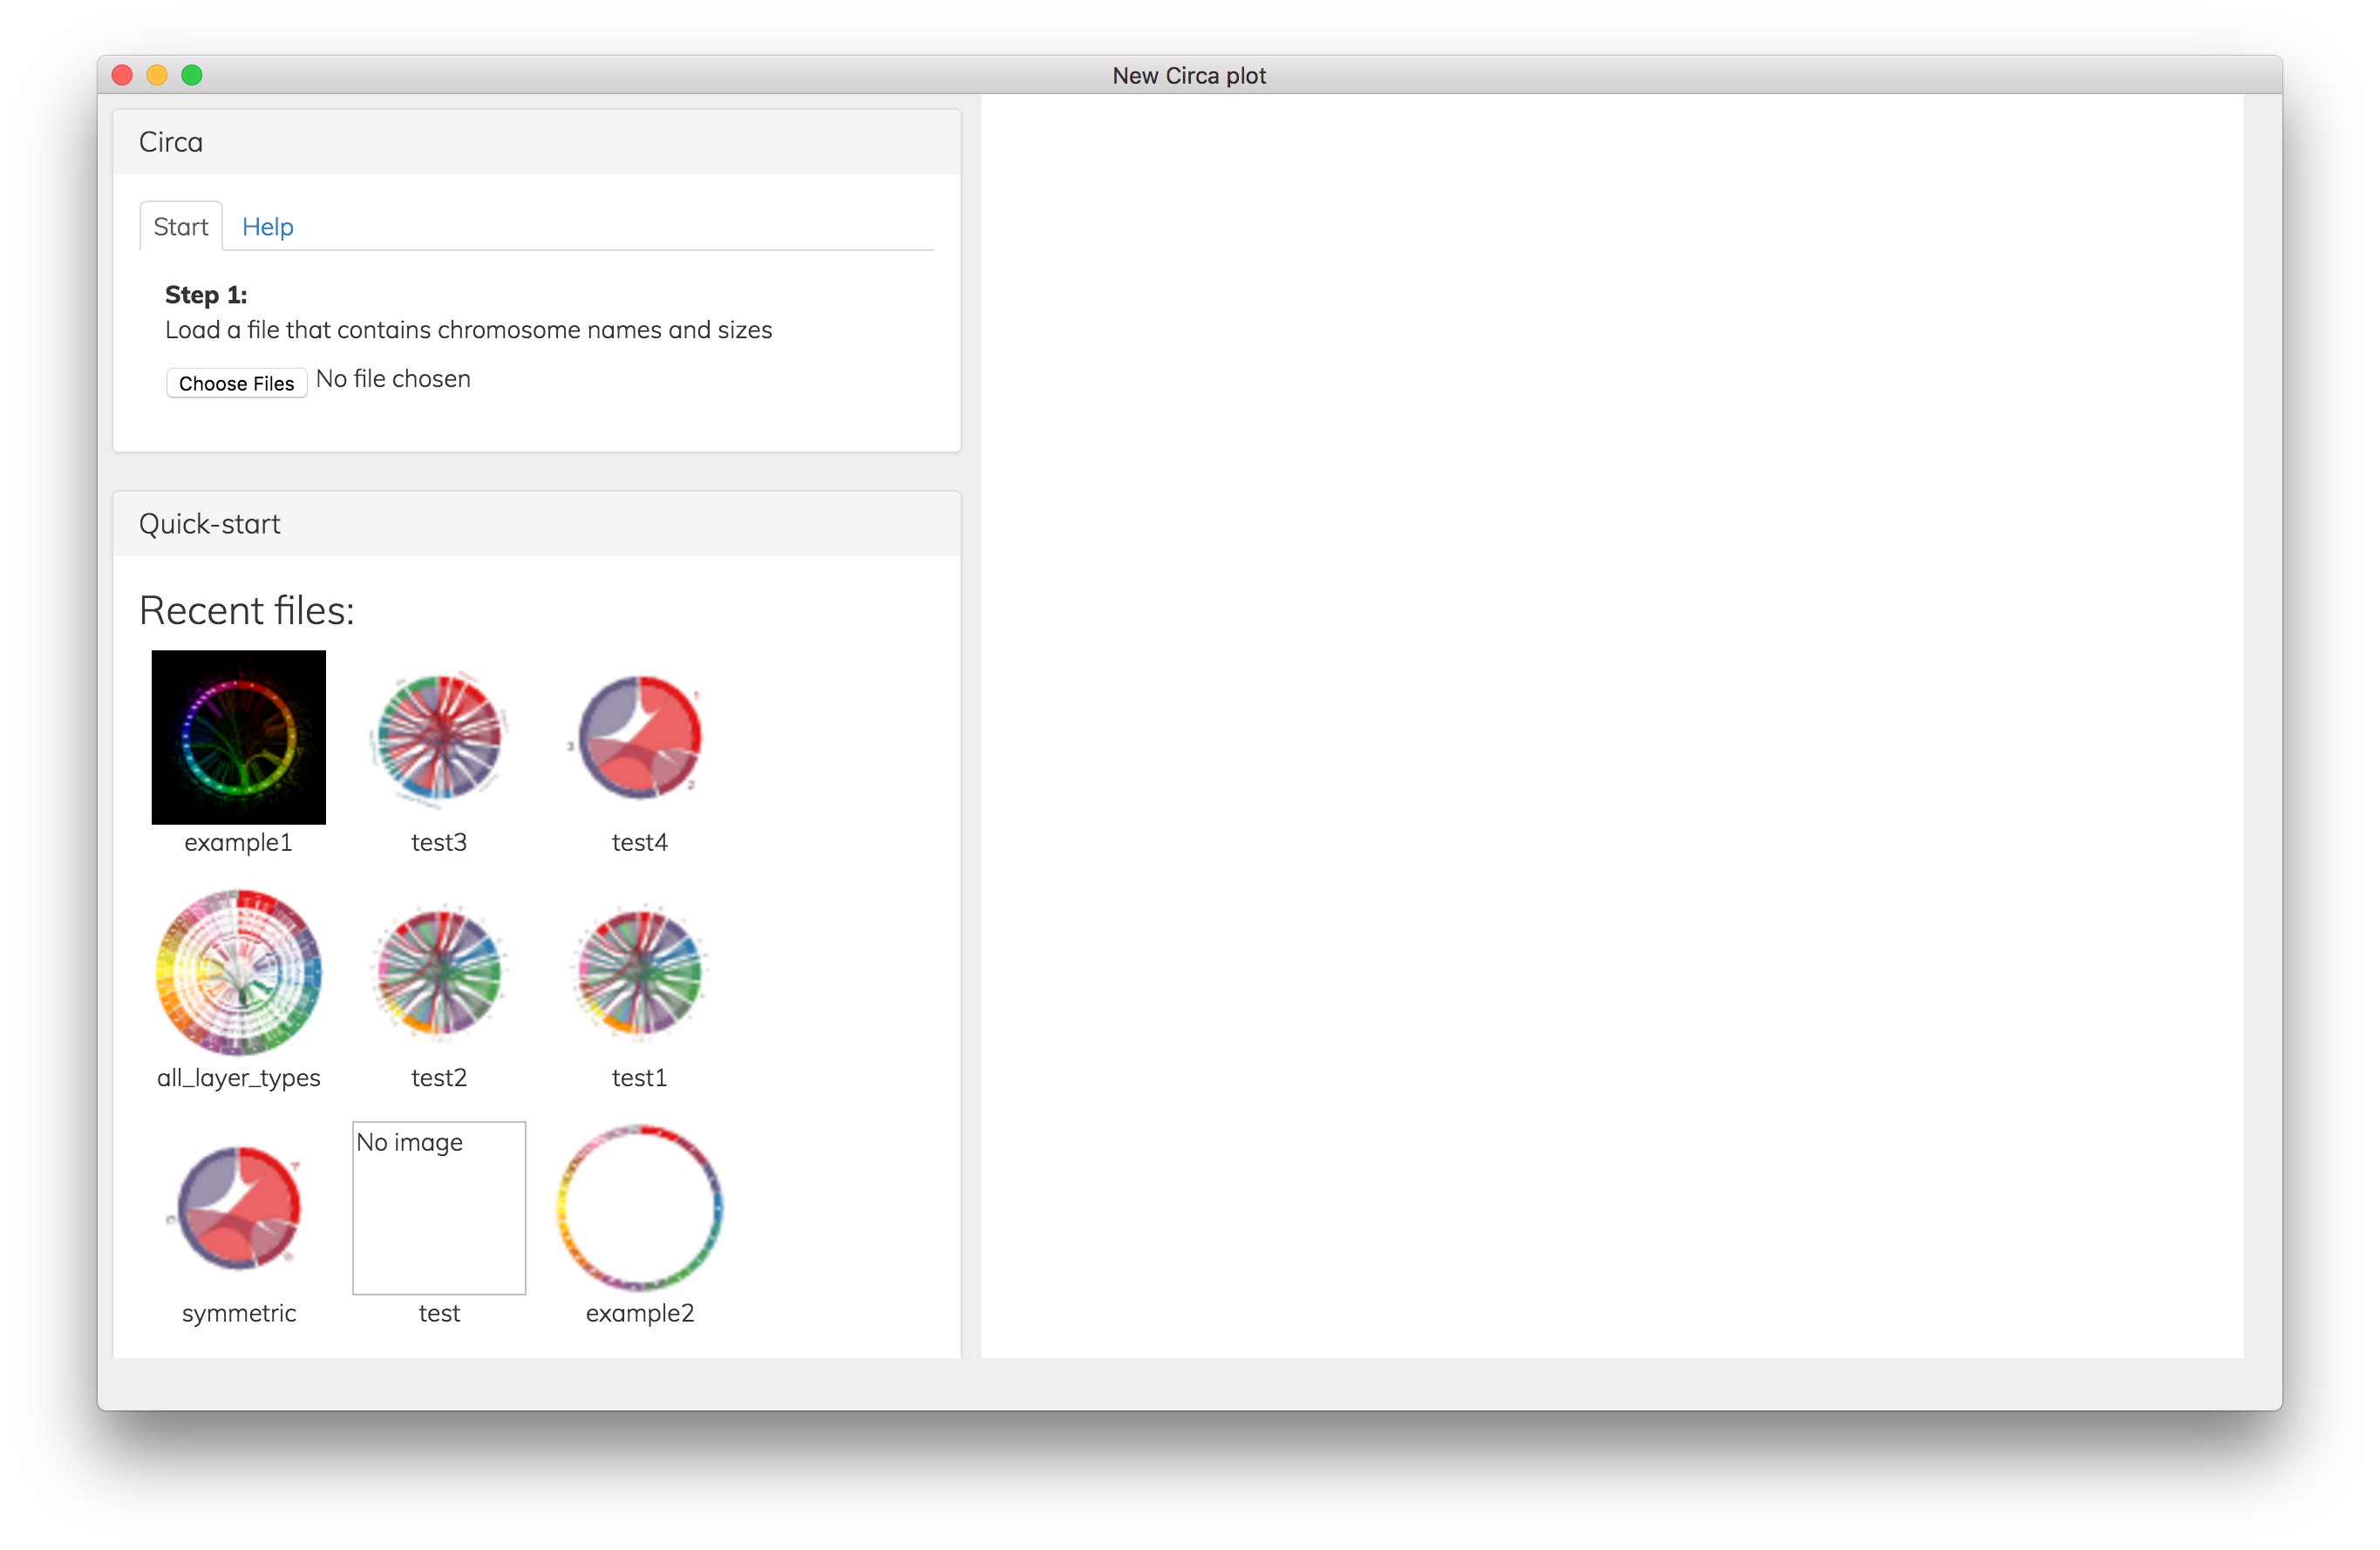 New Circa plot
Circa
Start Help
Step 1:
Load a file that contains chromosome names and sizes
Choose Files No file chosen
Quick-start
Recent files:
example1 test3 test4
all_layer_types test2 test1
No image
symmetric test example2